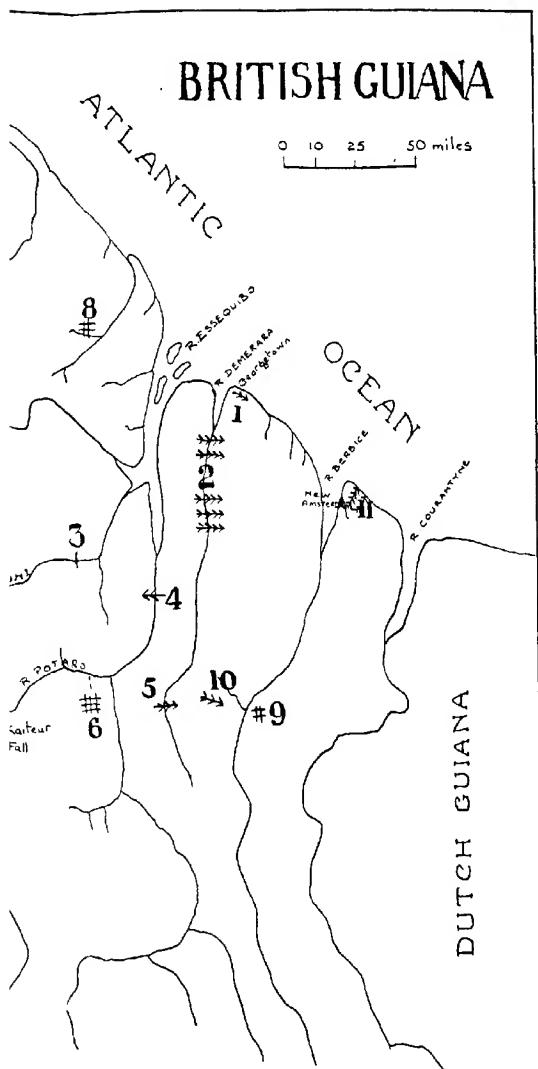 BRITISH GUIANA
ATLANTIC
OCEAN
0 10 25 50 miles
8
R ESSEQUIBO
R DEMERARA
Georgetown
1
2
R BERBICE
New
11
R COURANTYNE
3
4
R POTARO
5
10
6
9
Kaiteur
Fall
DUTCH GUIANA